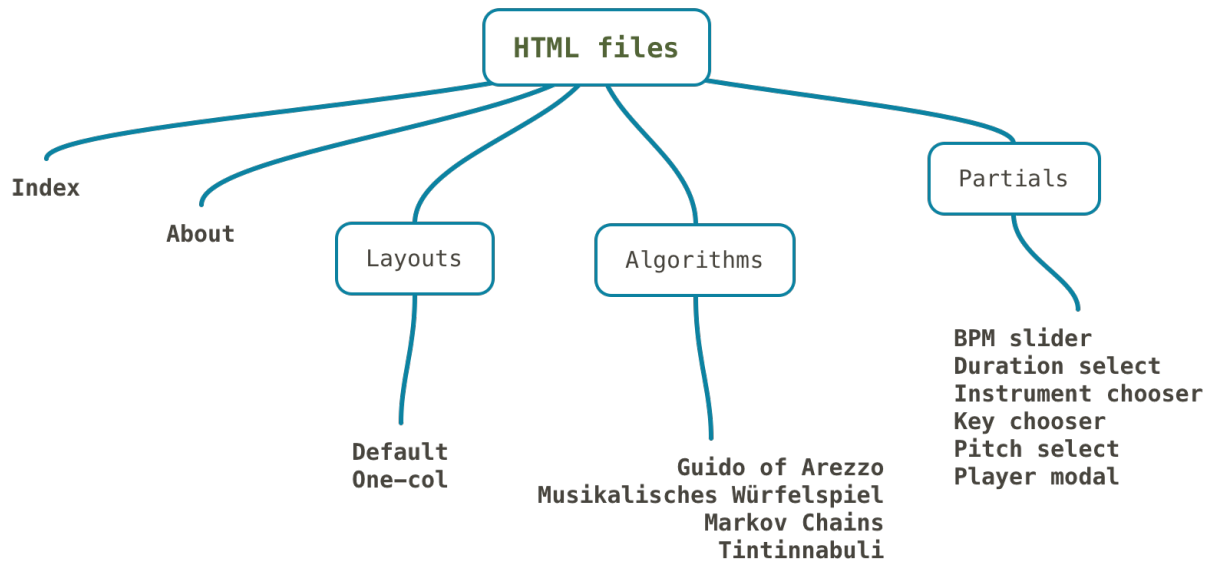 HTML files
Index
About
Layouts
Algorithms
Partials
Default
One-col
Guido of Arezzo
Musikalisches Würfelspiel
Markov Chains
Tintinnabuli
BPM slider
Duration select
Instrument chooser
Key chooser
Pitch select
Player modal